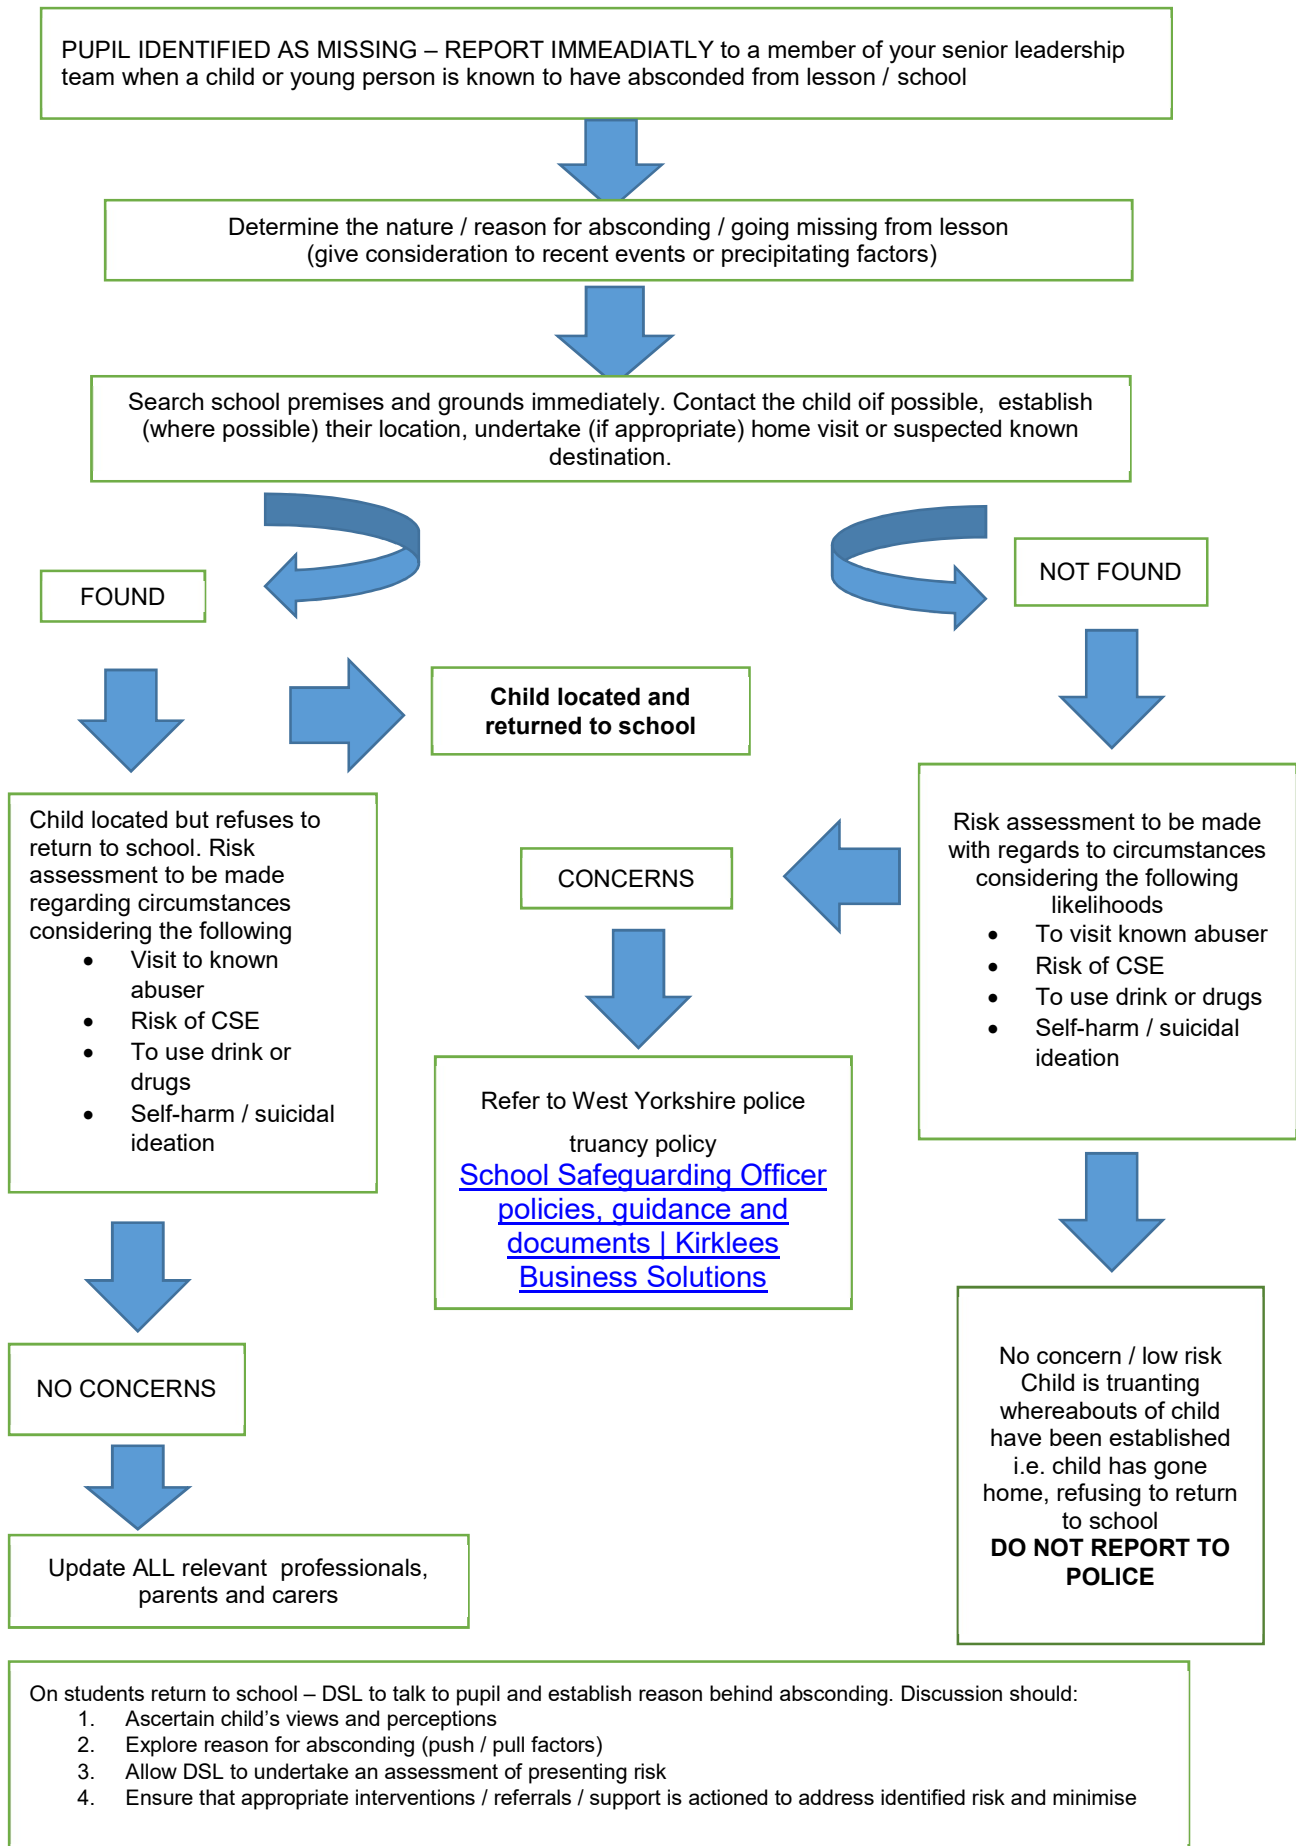 PUPIL IDENTIFIED AS MISSING – REPORT IMMEADIATLY to a member of your senior leadership
team when a child or young person is known to have absconded from lesson / school
Determine the nature / reason for absconding / going missing from lesson
(give consideration to recent events or precipitating factors)
Search school premises and grounds immediately. Contact the child oif possible, establish
(where possible) their location, undertake (if appropriate) home visit or suspected known
destination.
FOUND
NOT FOUND
Child located and
returned to school
Child located but refuses to
return to school. Risk
assessment to be made
regarding circumstances
considering the following
• Visit to known
abuser
• Risk of CSE
• To use drink or
drugs
• Self-harm / suicidal
ideation
CONCERNS
Risk assessment to be made
with regards to circumstances
considering the following
likelihoods
• To visit known abuser
• Risk of CSE
• To use drink or drugs
• Self-harm / suicidal
ideation
Refer to West Yorkshire police
truancy policy
School Safeguarding Officer
policies, guidance and
documents | Kirklees
Business Solutions
NO CONCERNS
No concern / low risk
Child is truanting
whereabouts of child
have been established
i.e. child has gone
home, refusing to return
to school
DO NOT REPORT TO
POLICE
Update ALL relevant professionals,
parents and carers
On students return to school – DSL to talk to pupil and establish reason behind absconding. Discussion should:
1. Ascertain child's views and perceptions
2. Explore reason for absconding (push / pull factors)
3. Allow DSL to undertake an assessment of presenting risk
4. Ensure that appropriate interventions / referrals / support is actioned to address identified risk and minimise